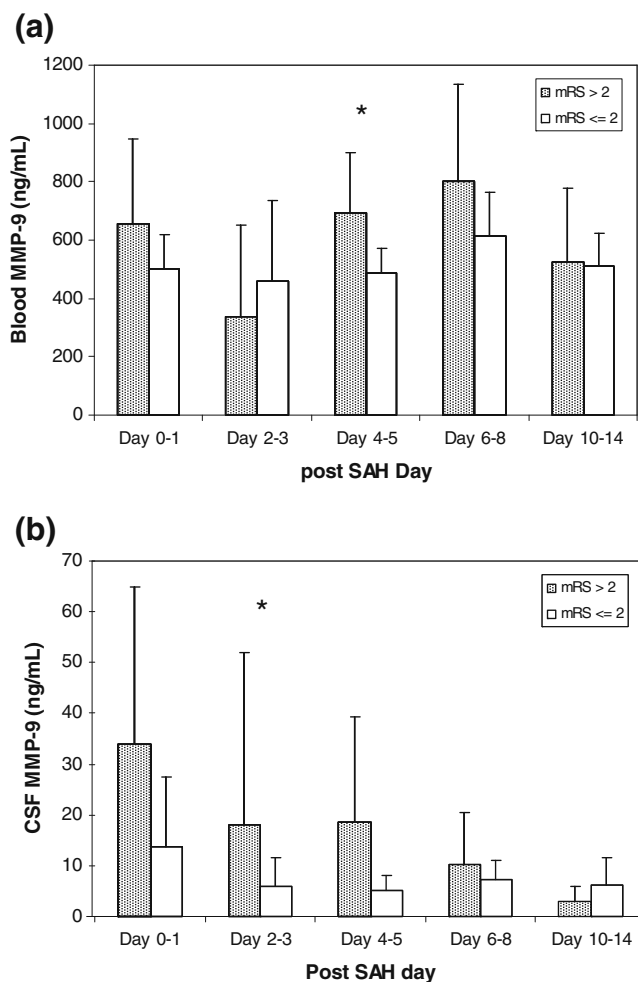 (a)
1200
1000
800
600
400
200
0
Blood MMP-9 (ng/mL)
mRS > 2
mRS <= 2
*
Day 0-1 Day 2-3 Day 4-5 Day 6-8 Day 10-14
post SAH Day
(b)
70
60
50
40
30
20
10
0
CSF MMP-9 (ng/mL)
mRS > 2
mRS <= 2
*
Day 0-1 Day 2-3 Day 4-5 Day 6-8 Day 10-14
Post SAH day